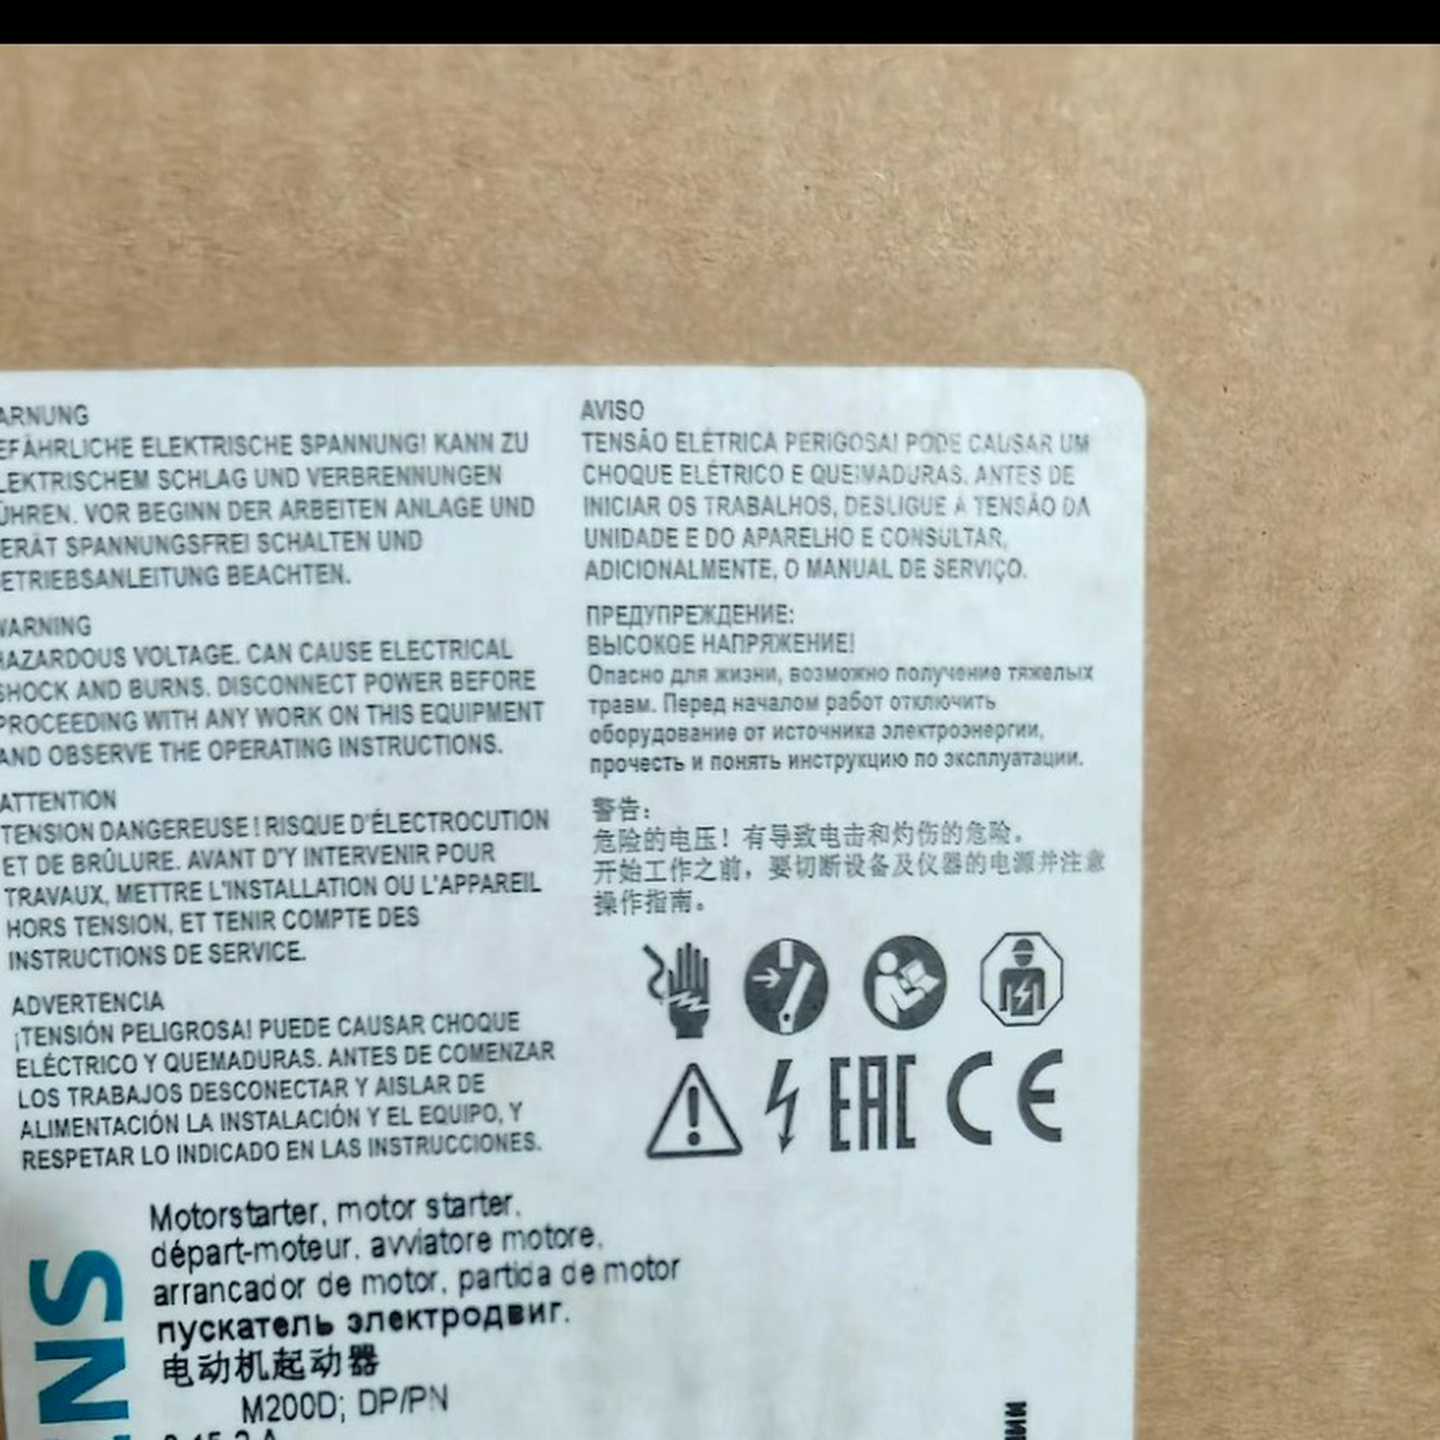 ARNUNG
EFÄHRLICHE ELEKTRISCHE SPANNUNG! KANN ZU
LEKTRISCHEM SCHLAG UND VERBRENNUNGEN
ÜHREN. VOR BEGINN DER ARBEITEN ANLAGE UND
ERÄT SPANNUNGSFREI SCHALTEN UND
ETRIEBSANLEITUNG BEACHTEN.
WARNING
HAZARDOUS VOLTAGE. CAN CAUSE ELECTRICAL
SHOCK AND BURNS. DISCONNECT POWER BEFORE
PROCEEDING WITH ANY WORK ON THIS EQUIPMENT
AND OBSERVE THE OPERATING INSTRUCTIONS.
ATTENTION
TENSION DANGEREUSE ! RISQUE D'ÉLECTROCUTION
ET DE BRÛLURE. AVANT D'Y INTERVENIR POUR
TRAVAUX, METTRE L'INSTALLATION OU L'APPAREIL
HORS TENSION, ET TENIR COMPTE DES
INSTRUCTIONS DE SERVICE.
ADVERTENCIA
¡TENSIÓN PELIGROSA! PUEDE CAUSAR CHOQUE
ELÉCTRICO Y QUEMADURAS. ANTES DE COMENZAR
LOS TRABAJOS DESCONECTAR Y AISLAR DE
ALIMENTACIÓN LA INSTALACIÓN Y EL EQUIPO, Y
RESPETAR LO INDICADO EN LAS INSTRUCCIONES.
AVISO
TENSÃO ELÉTRICA PERIGOSA! PODE CAUSAR UM
CHOQUE ELÉTRICO E QUEIMADURAS. ANTES DE
INICIAR OS TRABALHOS, DESLIGUE A TENSÃO DA
UNIDADE E DO APARELHO E CONSULTAR,
ADICIONALMENTE, O MANUAL DE SERVIÇO.
ПРЕДУПРЕЖДЕНИЕ:
ВЫСОКОЕ НАПРЯЖЕНИЕ!
Опасно для жизни, возможно получение тяжелых
травм. Перед началом работ отключить
оборудование от источника электроэнергии,
прочесть и понять инструкцию по эксплуатации.
警告：
危险的电压！有导致电击和灼伤的危险。
开始工作之前，要切断设备及仪器的电源并注意
操作指南。
EAC CE
Motorstarter, motor starter,
départ-moteur, avviatore motore,
arrancador de motor, partida de motor
пускатель электродвиг.
电动机起动器
M200D; DP/PN
NS